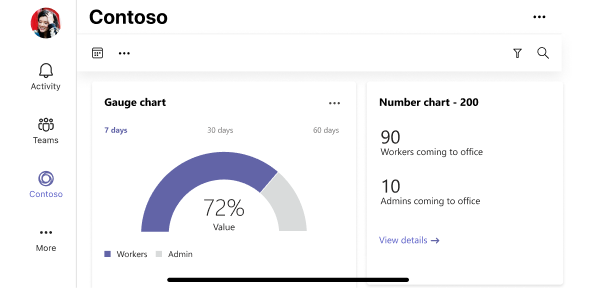 Contoso
Activity
Teams
Contoso
More
Gauge chart
7 days 30 days 60 days
72%
Value
Workers Admin
Number chart - 200
90
Workers coming to office
10
Admins coming to office
View details →